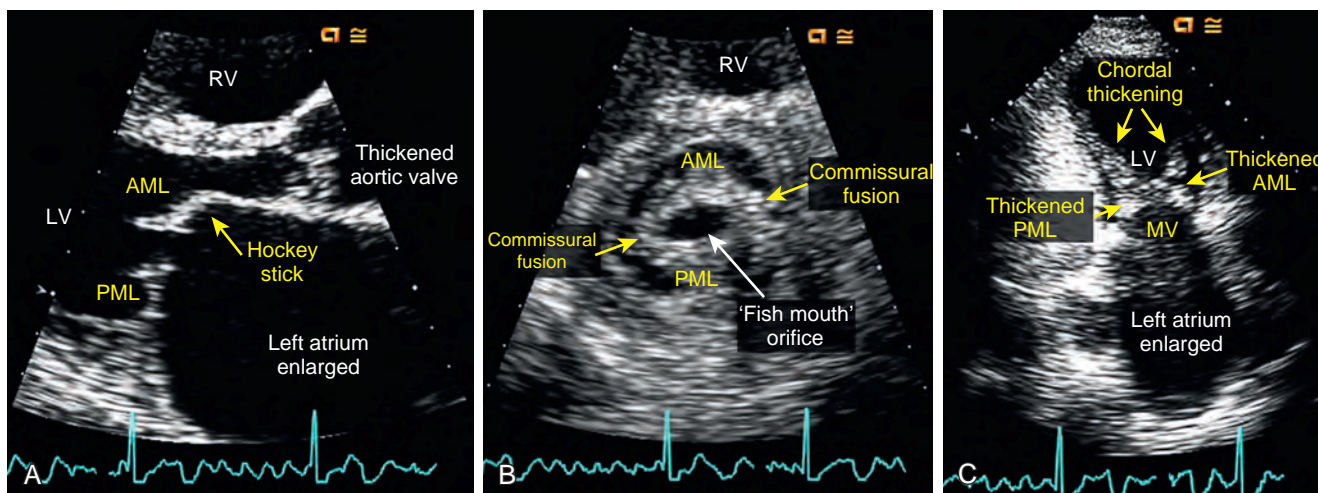 RV
Thickened
aortic valve
AML
LV
Hockey
stick
PML
Left atrium
enlarged
A
RV
AML
Commissural
fusion
Commissural
fusion
PML
'Fish mouth'
orifice
B
Chordal
thickening
LV
Thickened
AML
Thickened
PML
MV
Left atrium
enlarged
C